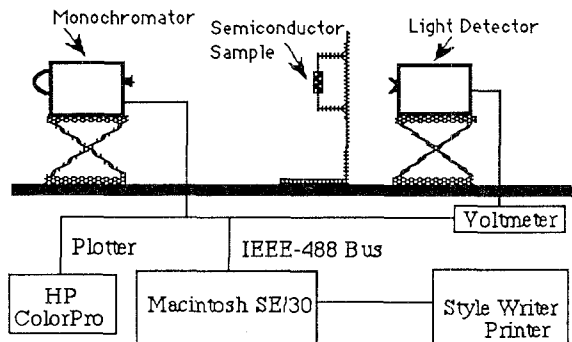 Monochromator
Semiconductor
Sample
Light Detector
Voltmeter
Plotter
IEEE-488 Bus
HP
ColorPro
Macintosh SE/30
Style Writer
Printer